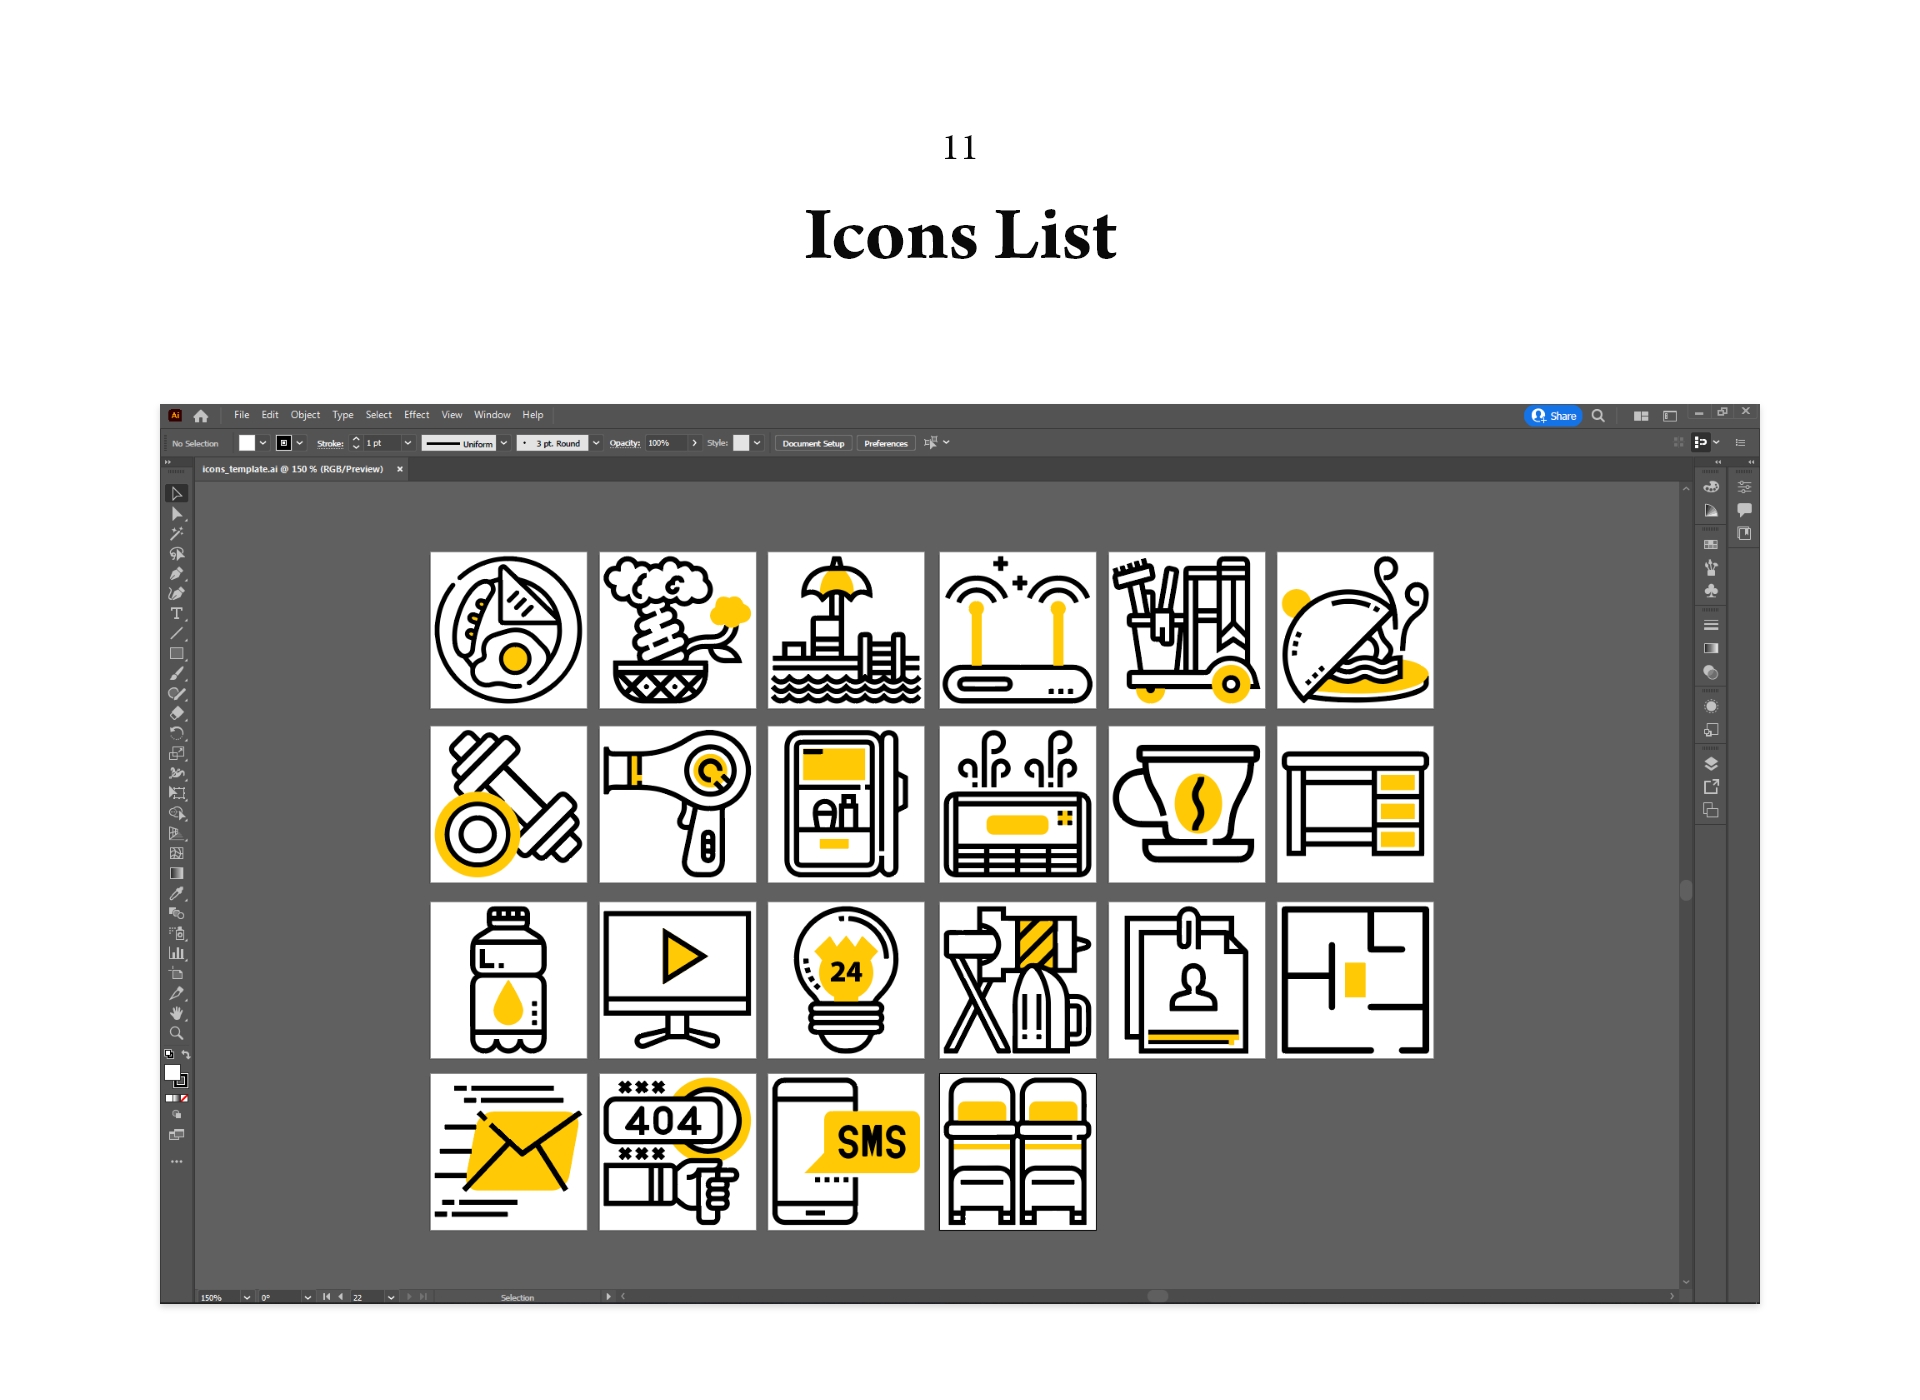 11
Icons List
Ai File Edit Object Type Select Effect View Window Help Share
No Selection Stroke: 1 pt Uniform 3 pt. Round Opacity: 100% Style: Document Setup Preferences
icons_template.ai @ 150 % (RGB/Preview) ×
24
404
SMS
150% 0° 22 Selection